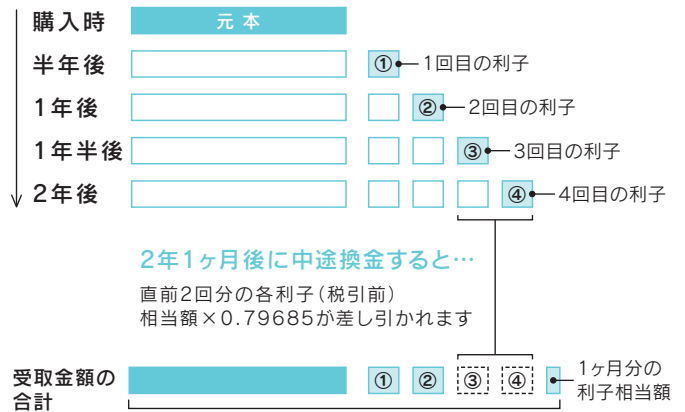 購入時
元本
半年後
①
1回目の利子
1年後
②
2回目の利子
1年半後
③
3回目の利子
2年後
④
4回目の利子
2年1ヶ月後に中途換金すると…
直前2回分の各利子(税引前)
相当額×0.79685が差し引かれます
受取金額の
合計
① ② ③ ④
1ヶ月分の
利子相当額